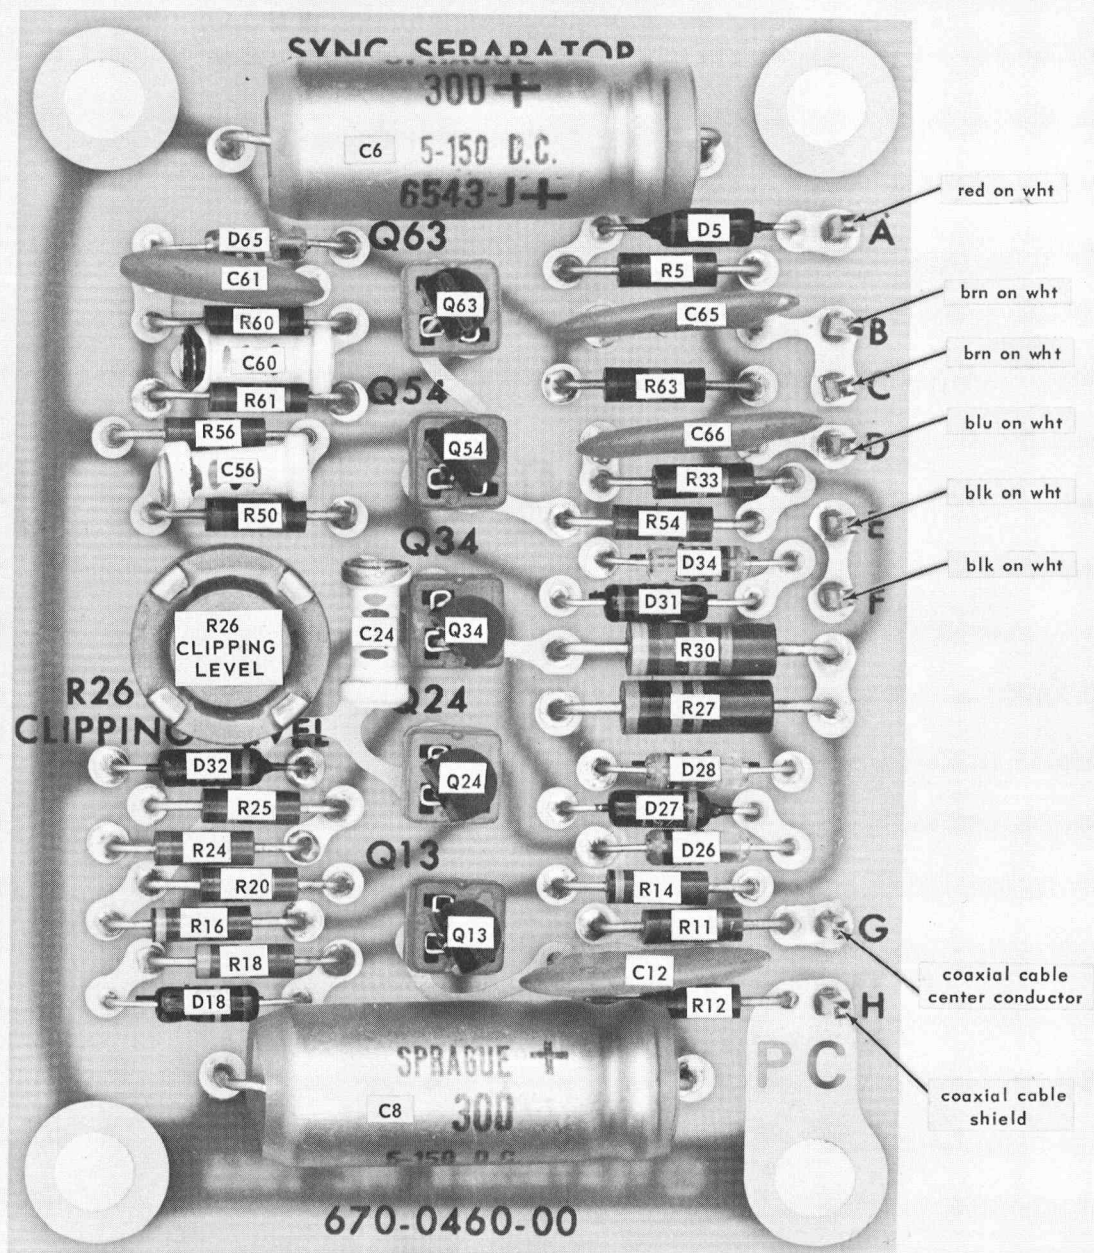 SYNC SEPARATOR
SPRAGUE
30D +
C6
5-150 D.C.
6543-J+
red on wht
D65
Q63
D5
A
C61
R5
Q63
brn on wht
R60
C65
B
C60
brn on wht
R61
Q54
R63
C
R56
blu on wht
C66
D
C56
Q54
R33
blk on wht
R50
R54
E
Q34
D34
blk on wht
D31
F
R26
CLIPPING
LEVEL
C24
Q34
R30
R26
CLIPPING LEVEL
Q24
R27
D32
Q24
D28
R25
D27
R24
Q13
D26
R20
R14
R16
Q13
R11
G
R18
C12
coaxial cable
center conductor
D18
R12
H
SPRAGUE +
P C
C8
30D
coaxial cable
shield
5-150 D.C.
670-0460-00